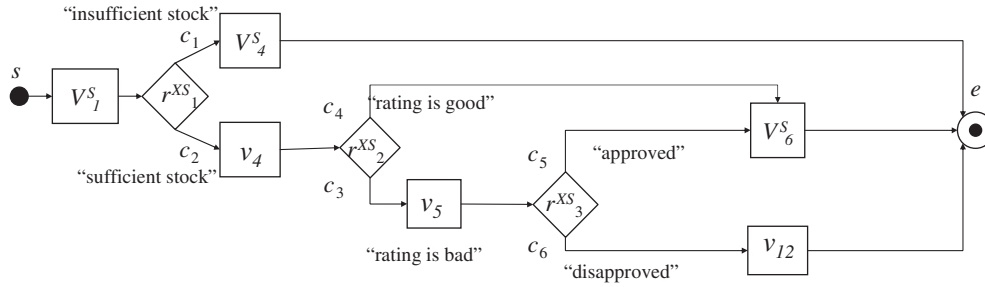 “insufficient stock”
c1
V^S_4
s
V^S_1
r^XS_1
c2
“sufficient stock”
v4
c4
“rating is good”
r^XS_2
c3
v5
“rating is bad”
c5
“approved”
r^XS_3
c6
“disapproved”
V^S_6
v12
e